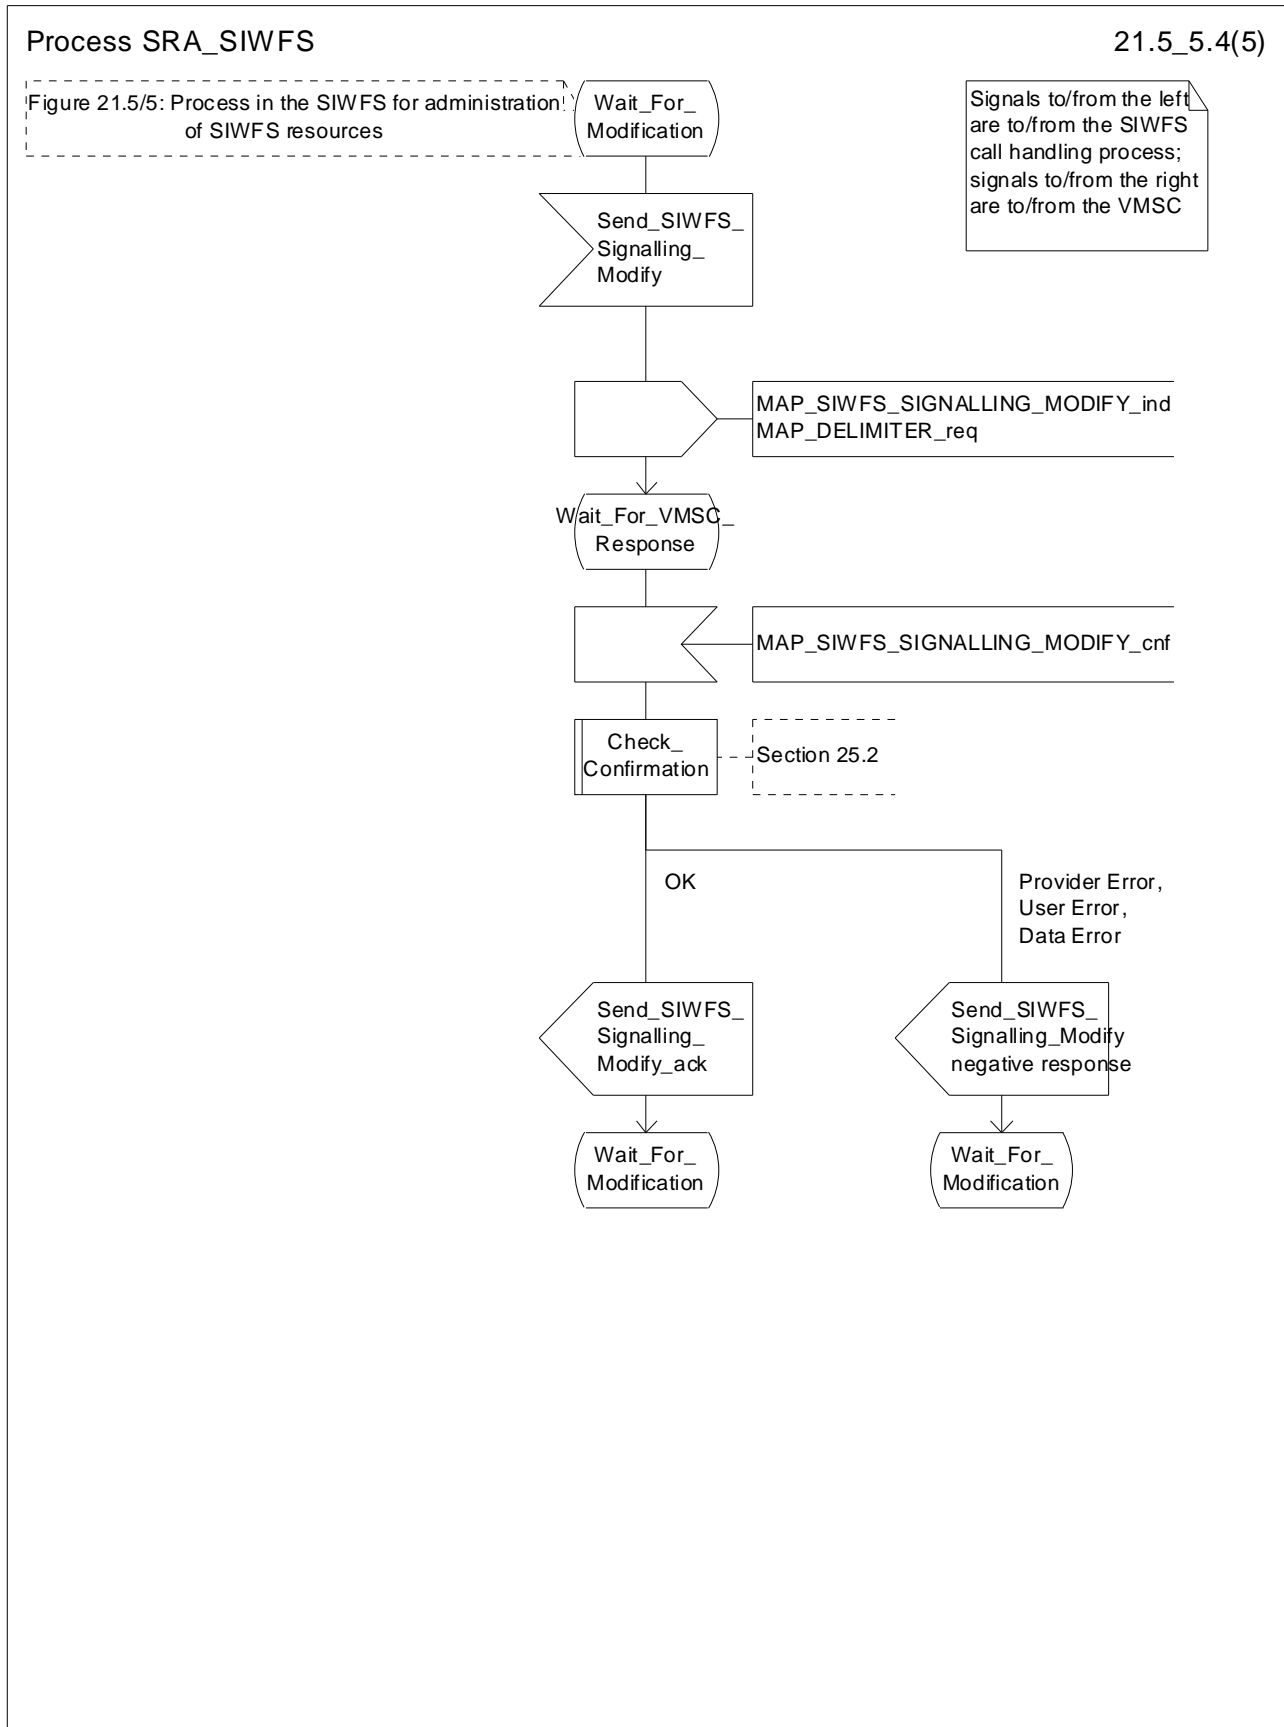 Process SRA_SIWFS
21.5_5.4(5)
Figure 21.5/5: Process in the SIWFS for administration
of SIWFS resources
Wait_For_
Modification
Signals to/from the left
are to/from the SIWFS
call handling process;
signals to/from the right
are to/from the VMSC
Send_SIWFS_
Signalling_
Modify
MAP_SIWFS_SIGNALLING_MODIFY_ind
MAP_DELIMITER_req
Wait_For_VMSC_
Response
MAP_SIWFS_SIGNALLING_MODIFY_cnf
Check_
Confirmation
Section 25.2
OK
Provider Error,
User Error,
Data Error
Send_SIWFS_
Signalling_
Modify_ack
Send_SIWFS_
Signalling_Modify
negative response
Wait_For_
Modification
Wait_For_
Modification